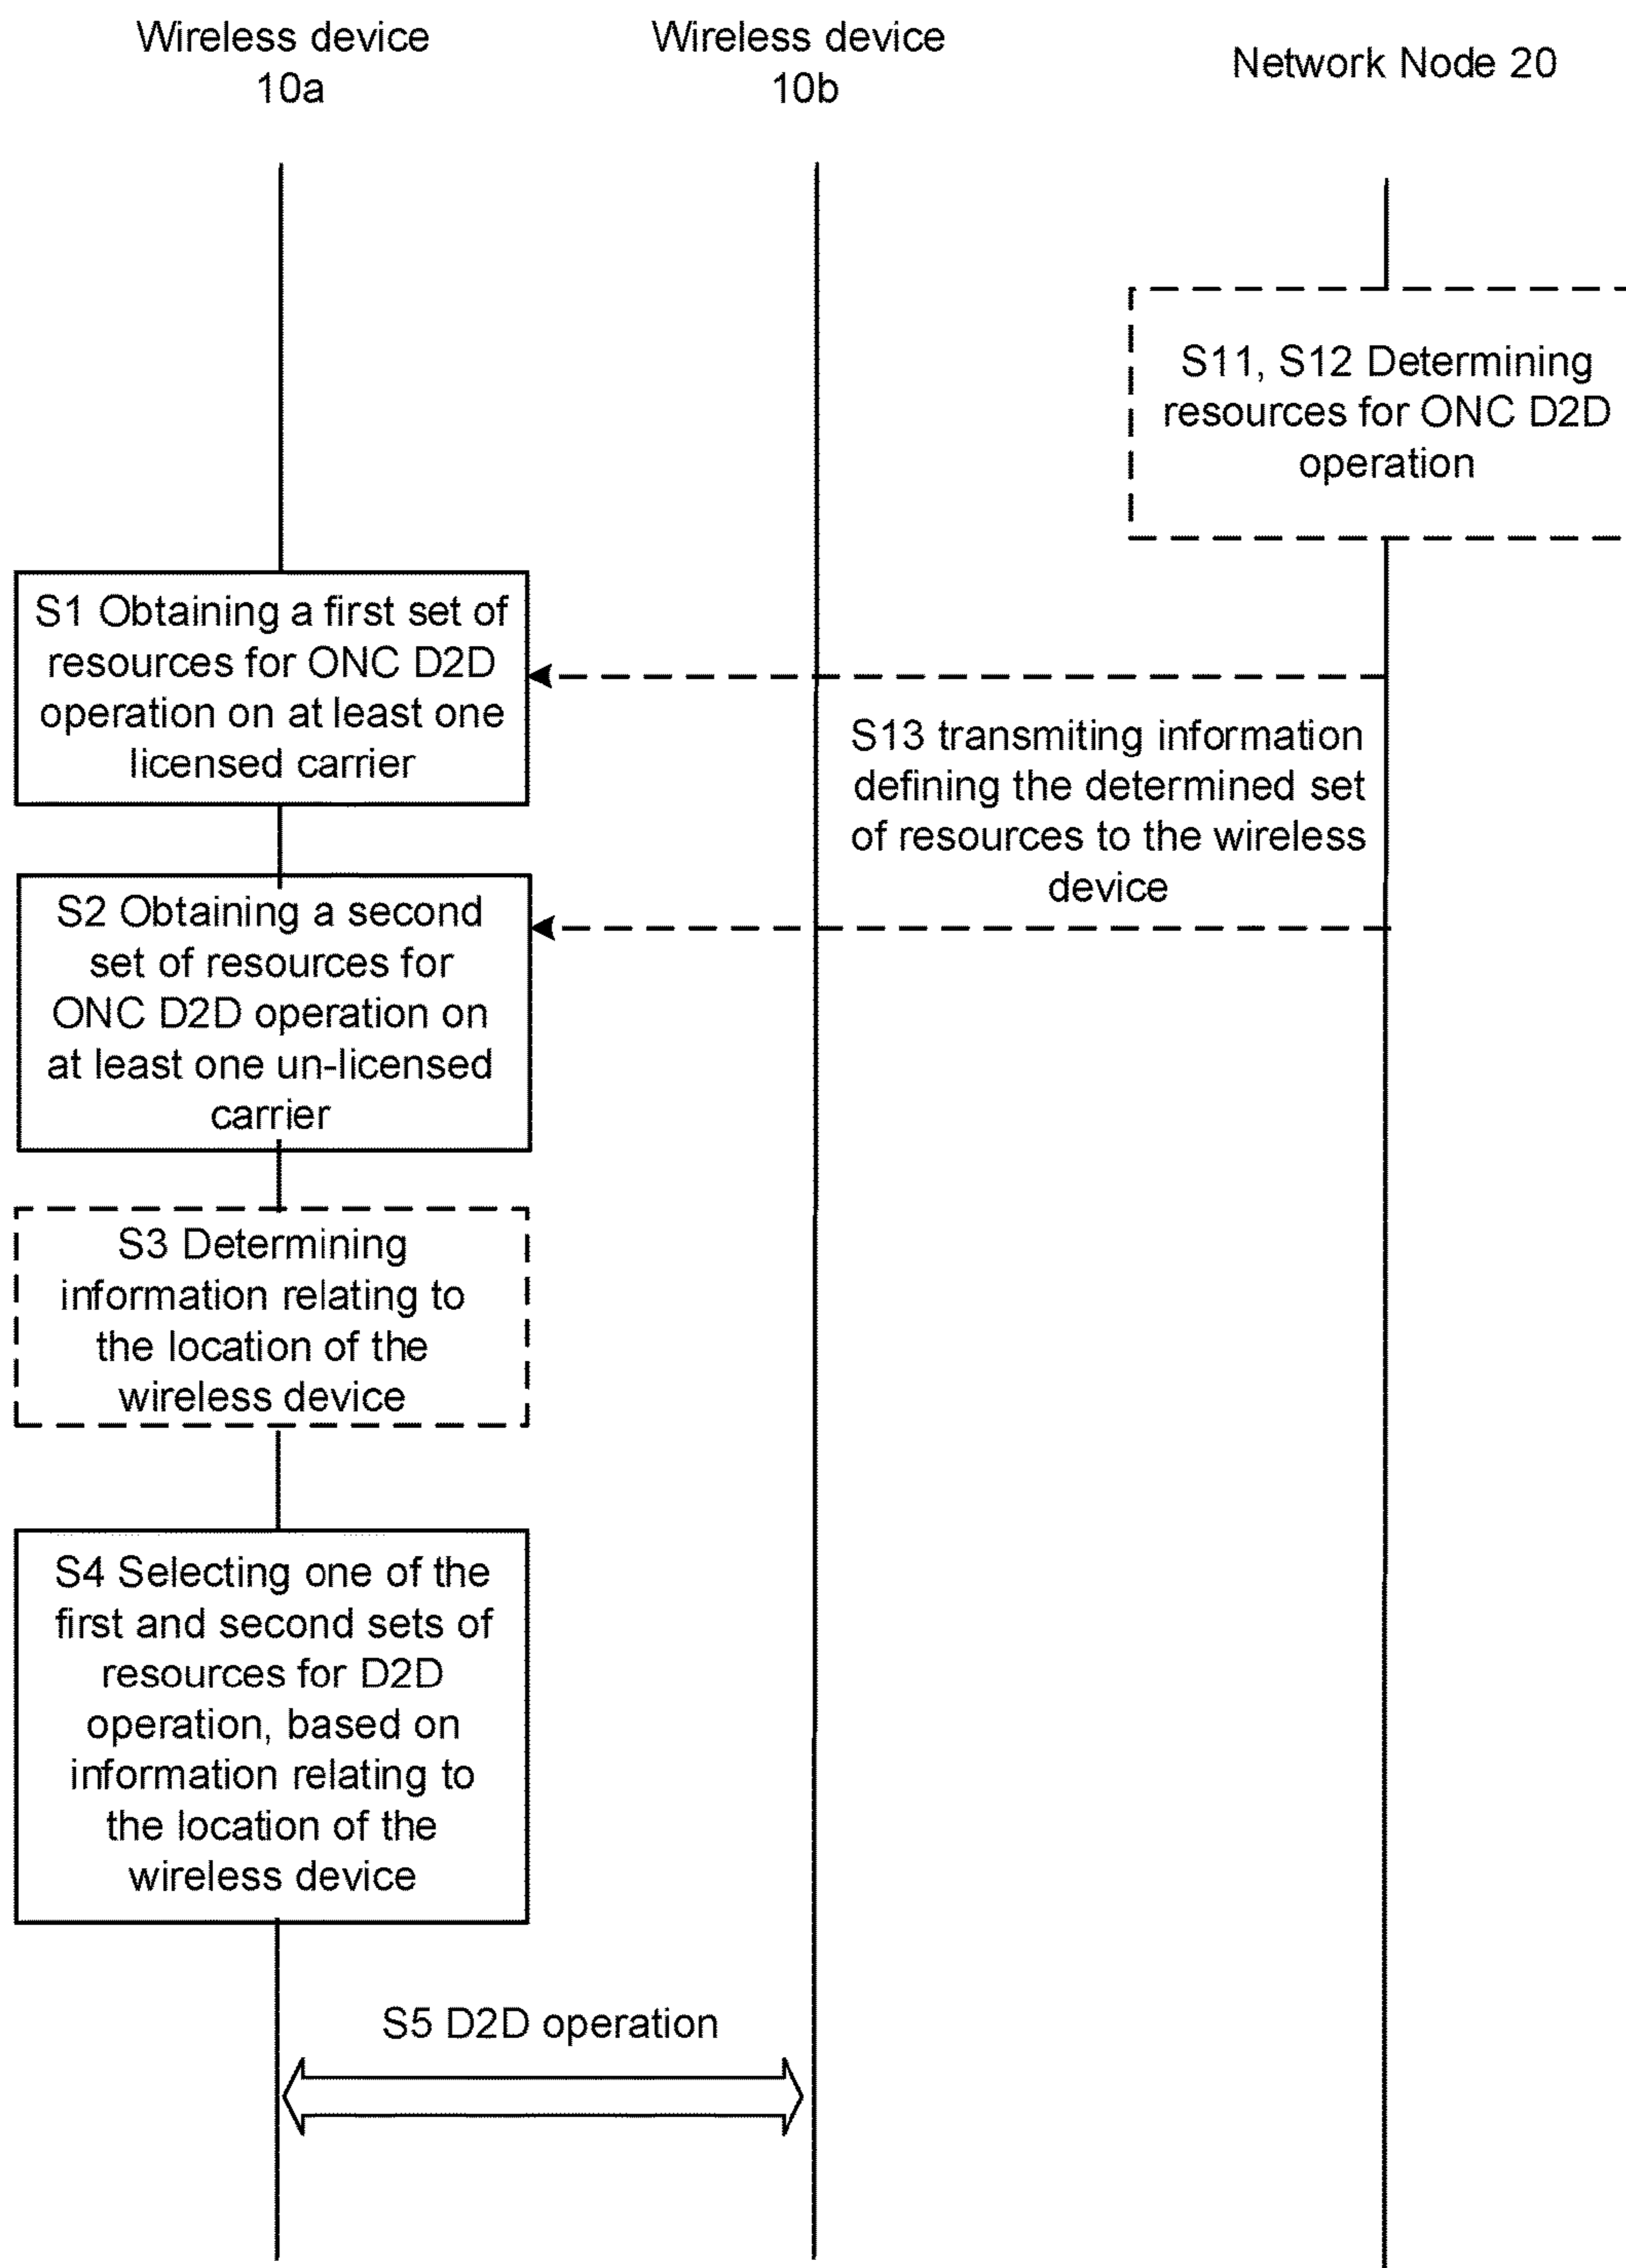 Wireless device
10a
Wireless device
10b
Network Node 20
S11, S12 Determining
resources for ONC D2D
operation
S1 Obtaining a first set of
resources for ONC D2D
operation on at least one
licensed carrier
S13 transmiting information
defining the determined set
of resources to the wireless
device
S2 Obtaining a second
set of resources for
ONC D2D operation on
at least one un-licensed
carrier
S3 Determining
information relating to
the location of the
wireless device
S4 Selecting one of the
first and second sets of
resources for D2D
operation, based on
information relating to
the location of the
wireless device
S5 D2D operation